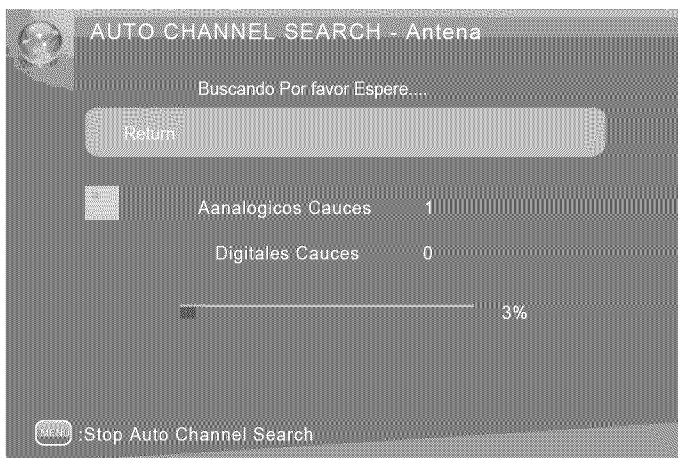 AUTO CHANNEL SEARCH - Antena
Buscando Por favor Espere....
Return
Aanalogicos Cauces 1
Digitales Cauces 0
3%
MENU :Stop Auto Channel Search